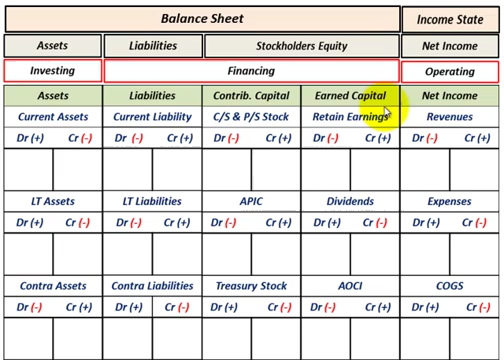 Balance Sheet Income State
Assets Liabilities Stockholders Equity Net Income
Investing Financing Operating
Assets Liabilities Contrib. Capital Earned Capital Net Income
Current Assets Current Liability C/S & P/S Stock Retain Earnings Revenues
Dr (+) Cr (-) Dr (-) Cr (+) Dr (-) Cr (+) Dr (-) Cr (+) Dr (-) Cr (+)
LT Assets LT Liabilities APIC Dividends Expenses
Dr (+) Cr (-) Dr (-) Cr (+) Dr (-) Cr (+) Dr (+) Cr (-) Dr (+) Cr (-)
Contra Assets Contra Liabilities Treasury Stock AOCI COGS
Dr (-) Cr (+) Dr (+) Cr (-) Dr (+) Cr (-) Dr (-) Cr (+) Dr (+) Cr (-)